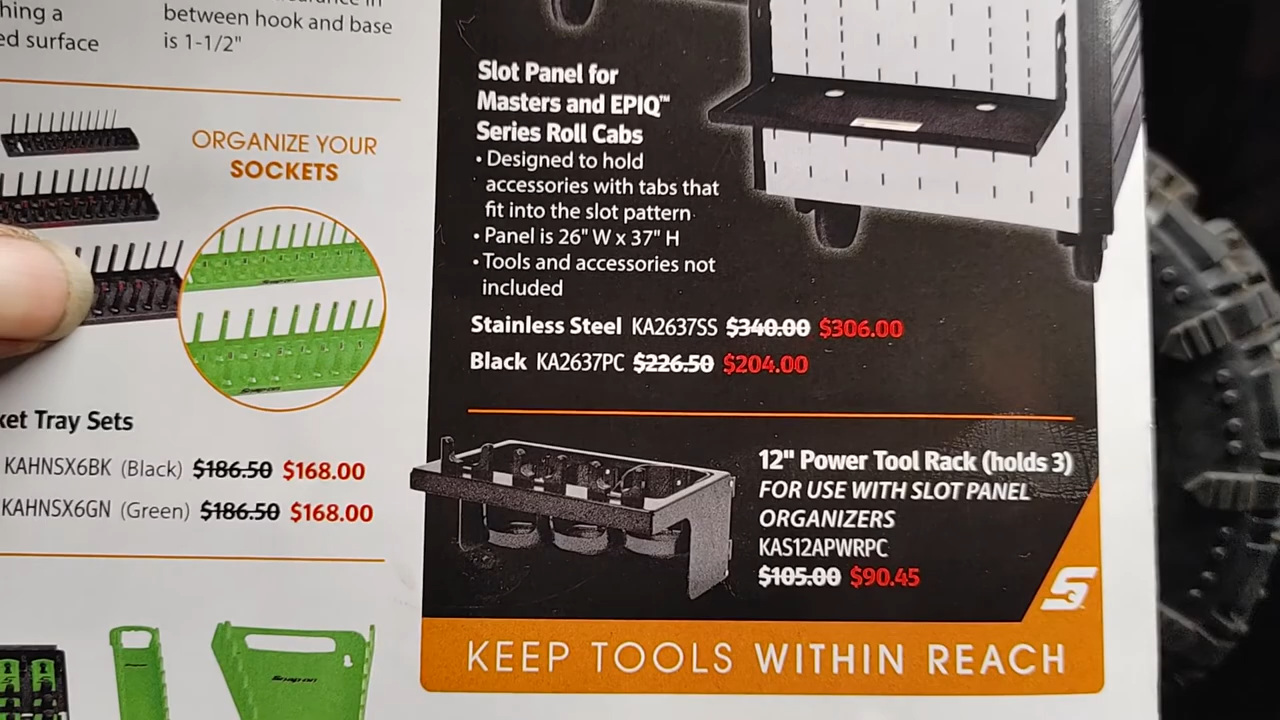 hing a
ed surface
between hook and base
is 1-1/2"
ORGANIZE YOUR
SOCKETS
ket Tray Sets
KAHNSX6BK (Black) $186.50 $168.00
KAHNSX6GN (Green) $186.50 $168.00
Snap-on
Slot Panel for
Masters and EPIQ™
Series Roll Cabs
• Designed to hold
accessories with tabs that
fit into the slot pattern
• Panel is 26" W x 37" H
• Tools and accessories not
included
Stainless Steel KA2637SS $340.00 $306.00
Black KA2637PC $226.50 $204.00
12" Power Tool Rack (holds 3)
FOR USE WITH SLOT PANEL
ORGANIZERS
KAS12APWRPC
$105.00 $90.45
S
KEEP TOOLS WITHIN REACH